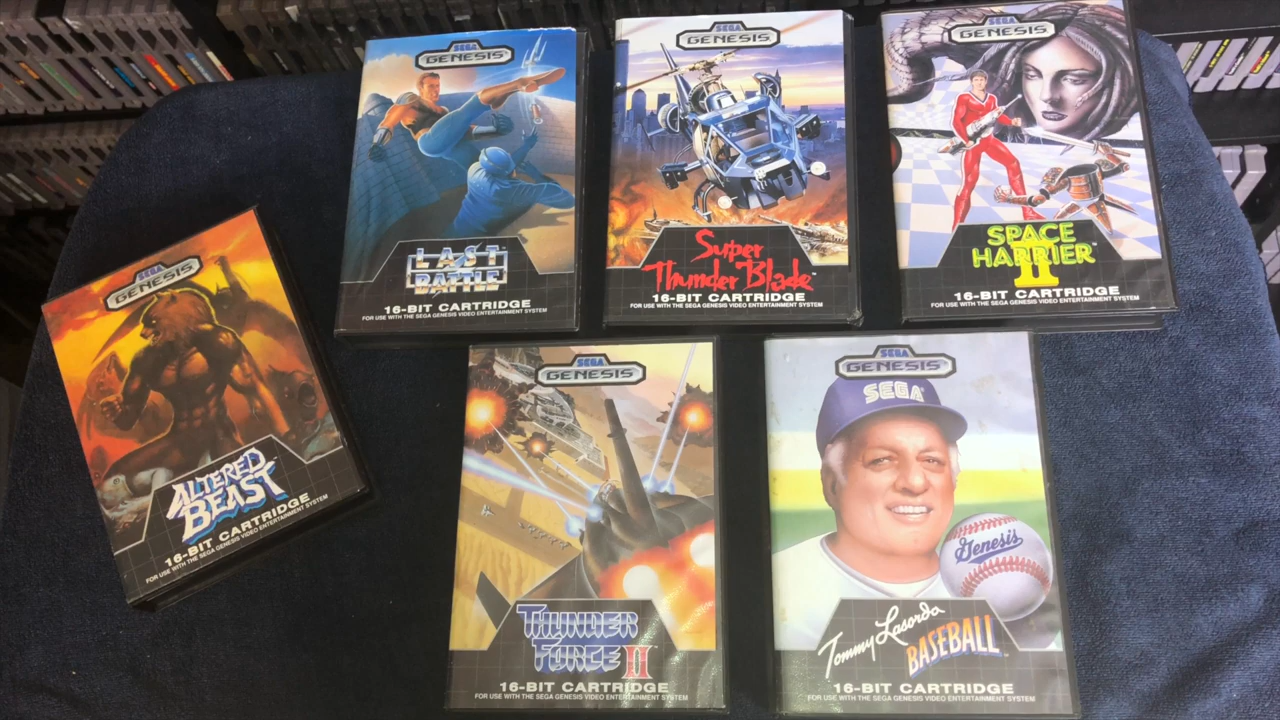 SEGA
GENESIS
LAST
BATTLE
16-BIT CARTRIDGE
FOR USE WITH THE SEGA GENESIS VIDEO ENTERTAINMENT SYSTEM
SEGA
GENESIS
Super
Thunder Blade™
16-BIT CARTRIDGE
FOR USE WITH THE SEGA GENESIS VIDEO ENTERTAINMENT SYSTEM
SEGA
GENESIS
SPACE
HARRIER™
II
16-BIT CARTRIDGE
FOR USE WITH THE SEGA GENESIS VIDEO ENTERTAINMENT SYSTEM
SEGA
GENESIS
ALTERED
BEAST
16-BIT CARTRIDGE
FOR USE WITH THE SEGA GENESIS VIDEO ENTERTAINMENT SYSTEM
SEGA
GENESIS
THUNDER
FORCE II
16-BIT CARTRIDGE
FOR USE WITH THE SEGA GENESIS VIDEO ENTERTAINMENT SYSTEM
SEGA
GENESIS
SEGA
Genesis
Tommy Lasorda
BASEBALL
16-BIT CARTRIDGE
FOR USE WITH THE SEGA GENESIS VIDEO ENTERTAINMENT SYSTEM